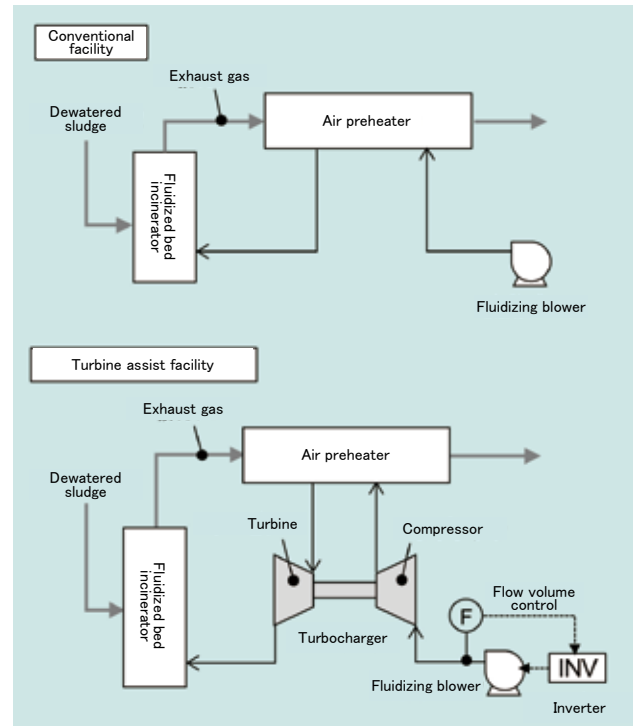 Conventional
facility
Exhaust gas
Dewatered
sludge
Air preheater
Fluidized bed
incinerator
Fluidizing blower
Turbine assist facility
Exhaust gas
Dewatered
sludge
Air preheater
Turbine
Compressor
Fluidized bed
incinerator
Flow volume
control
F
Turbocharger
Fluidizing blower
INV
Inverter